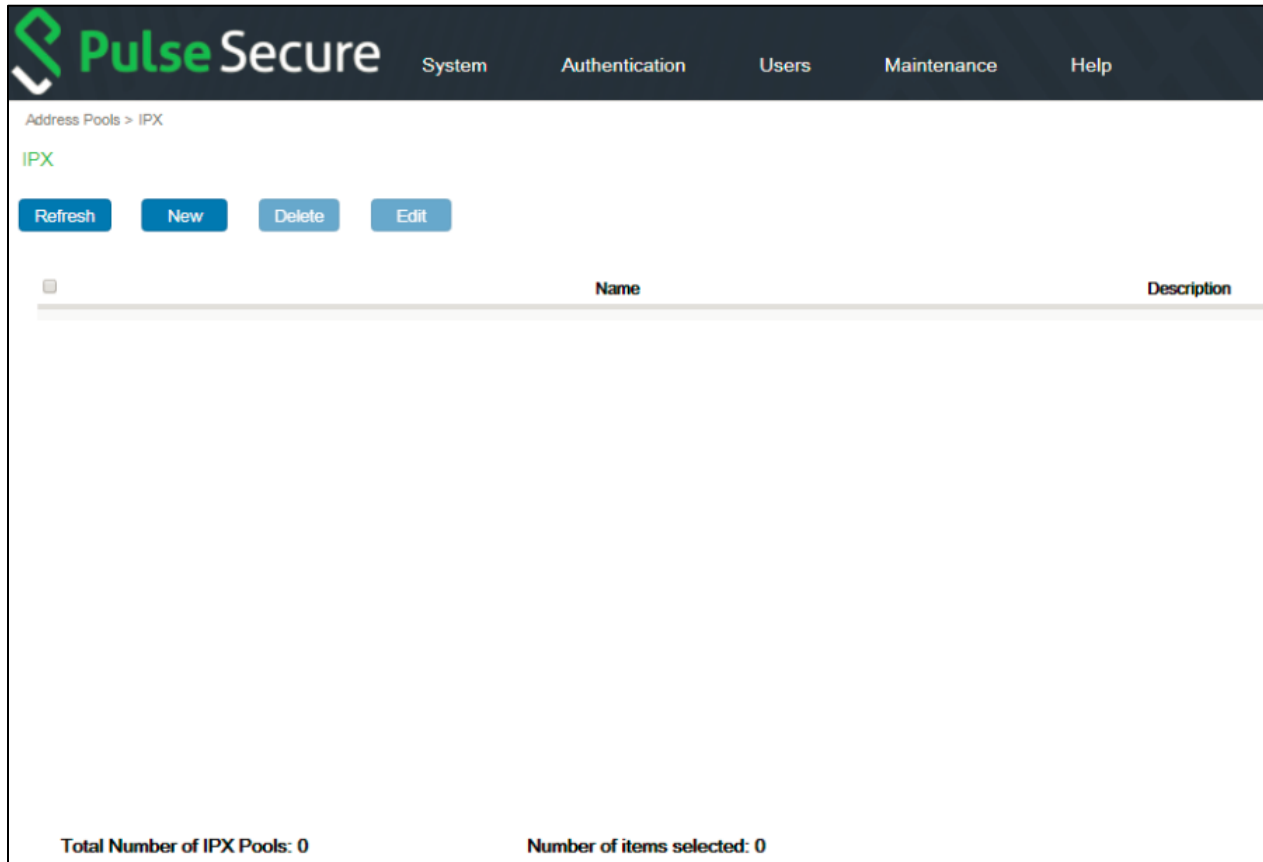 Pulse Secure System Authentication Users Maintenance Help
Address Pools > IPX
IPX
Refresh New Delete Edit
Name Description
Total Number of IPX Pools: 0 Number of items selected: 0